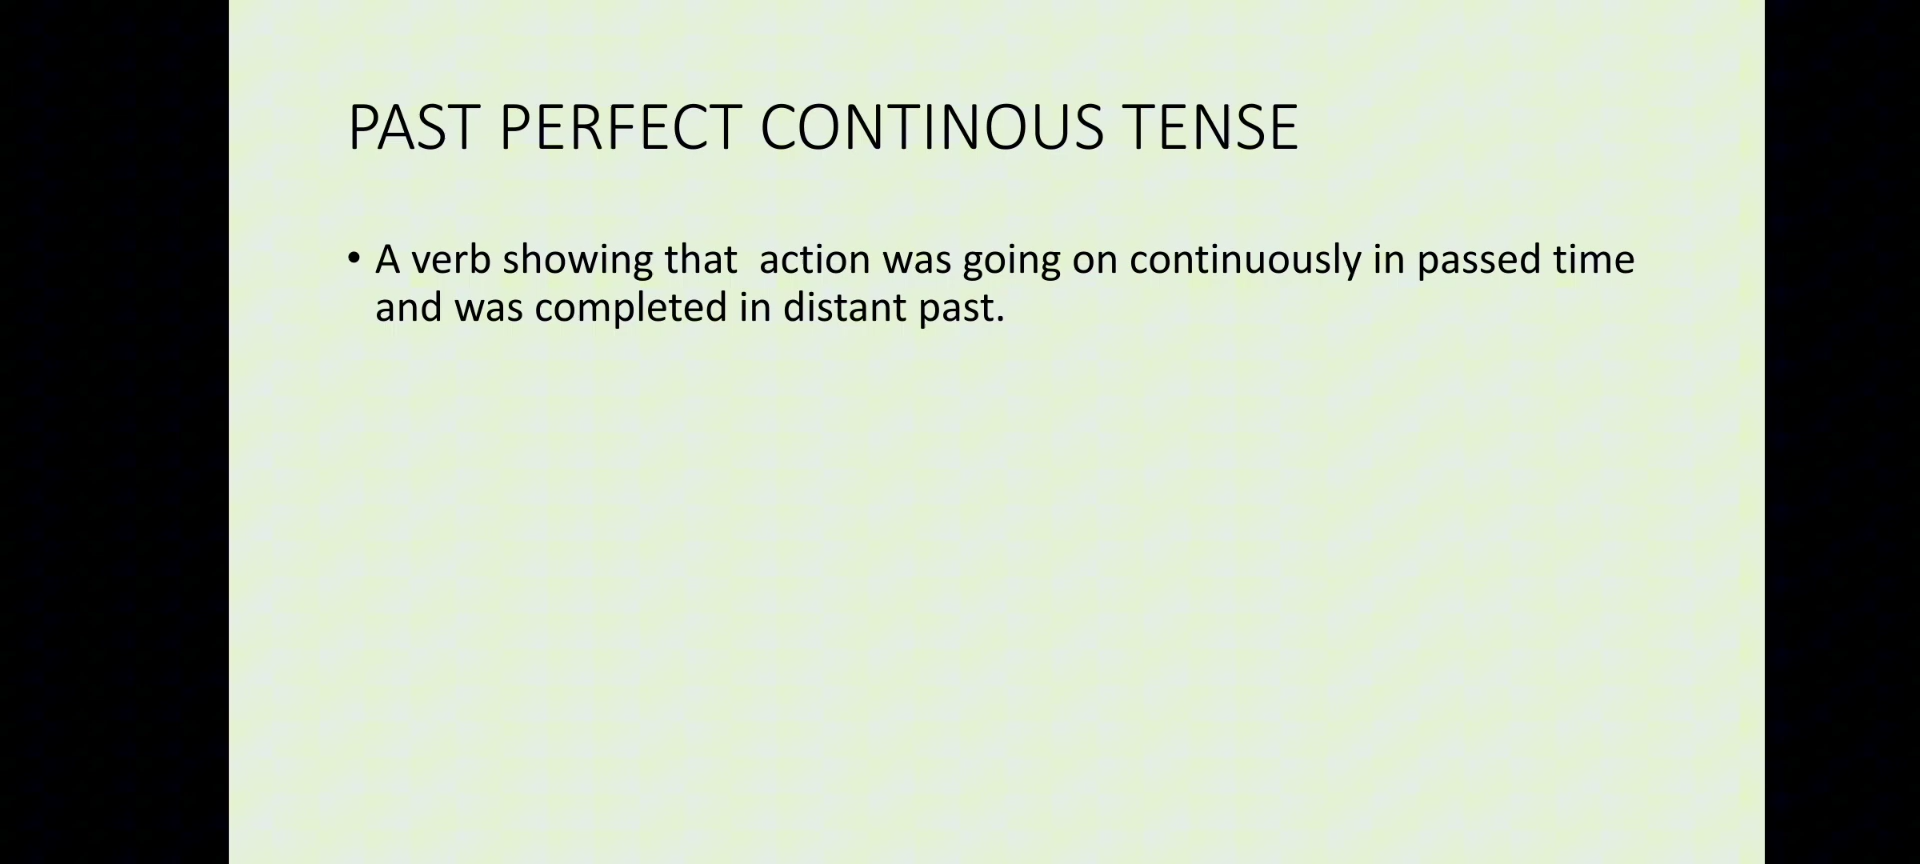 PAST PERFECT CONTINOUS TENSE
• A verb showing that  action was going on continuously in passed time
and was completed in distant past.